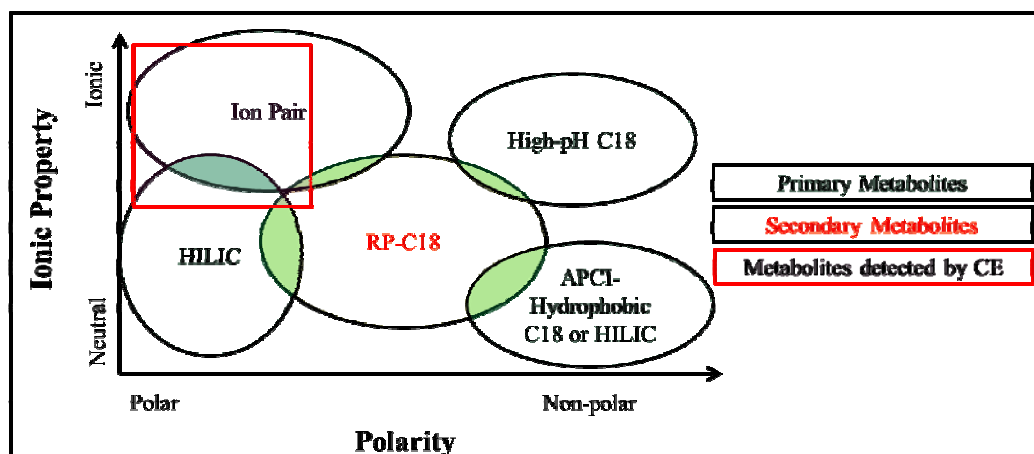 Ionic
Ion Pair
High-pH C18
Primary Metabolites
Ionic Property
Secondary Metabolites
HILIC
RP-C18
Metabolites detected by CE
APCI-
Hydrophobic
C18 or HILIC
Neutral
Polar
Non-polar
Polarity